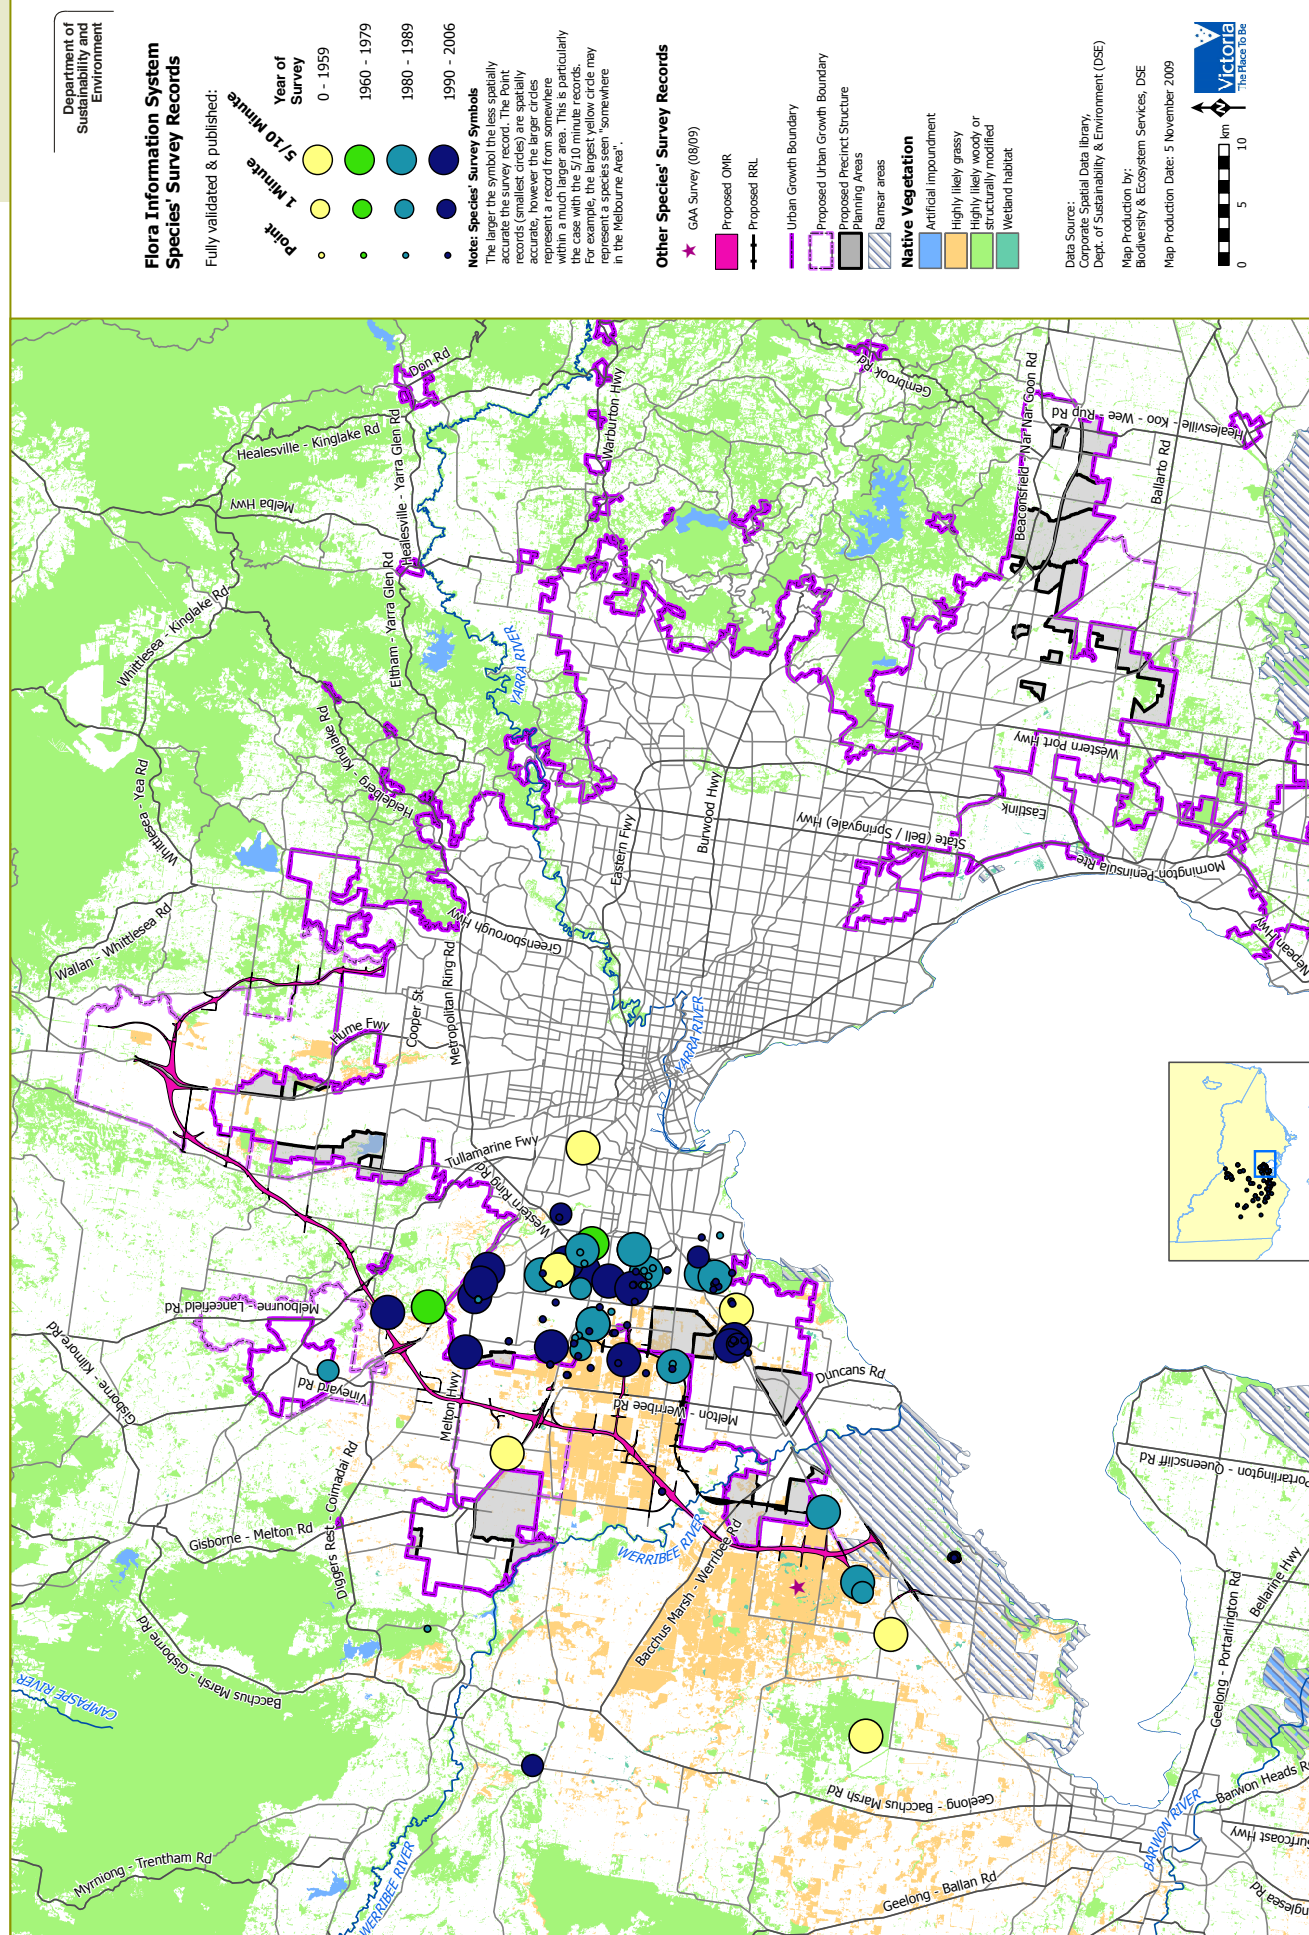 Department of
Sustainability and
Environment
Flora Information System
Species' Survey Records
Fully validated & published:
Point
1 Minute
5/10 Minute
Year of
Survey
0 - 1959
1960 - 1979
1980 - 1989
1990 - 2006
Note: Species' Survey Symbols
The larger the symbol the less spatially
accurate the survey record. The Point
records (smallest circles) are spatially
accurate, however the larger circles
represent a record from somewhere
within a much larger area. This is particularly
the case with the 5/10 minute records.
For example, the largest yellow circle may
represent a species seen "somewhere
in the Melbourne Area".
Other Species' Survey Records
GAA Survey (08/09)
Proposed OMR
Proposed RRL
Urban Growth Boundary
Proposed Urban Growth Boundary
Proposed Precinct Structure
Planning Areas
Ramsar areas
Native Vegetation
Artificial impoundment
Highly likely grass
Highly likely woody or
structurally modified
Wetland habitat
Data Source:
Corporate Spatial Data library,
Dept. of Sustainability & Environment (DSE)
Map Production by:
Biodiversity & Ecosystem Services, DSE
Map Production Date: 5 November 2009
Victoria
The Place To Be
N
km
0
5
10
Don Rd
Healesville - Kinglake Rd
Healesville - Yarra Glen Rd
Melba Hwy
Warburton Hwy
Gembrook Rd
Beaconsfield - Nar Nar Goon Rd
Healesville - Koo - Wee - Rup Rd
Ballarto Rd
Whittlesea - Kinglake Rd
Eltham - Yarra Glen Rd
YARRA RIVER
Heidelberg - Kinglake Rd
Whittlesea - Yea Rd
Western Port Hwy
Eastlink
State (Bell / Springvale) Hwy
Burwood Hwy
Eastern Fwy
Mornington-Peninsula Rte
Nepean Hwy
Greensborough Hwy
Wallan - Whittlesea Rd
Metropolitan Ring Rd
Cooper St
Hume Fwy
YARRA RIVER
Tullamarine Fwy
Western Ring Rd
Melbourne - Lancefield Rd
Gisborne - Kilmore Rd
Vineyard Rd
Melton Hwy
Melton - Werribee Rd
Duncans Rd
Diggers Rest - Coimadai Rd
Gisborne - Melton Rd
WERRIBEE RIVER
Bacchus Marsh - Werribee Rd
Bacchus Marsh - Gisborne Rd
CAMPASPE RIVER
Portarlington - Queenscliff Rd
Geelong - Portarlington Rd
Bellarine Hwy
Geelong - Bacchus Marsh Rd
Barwon Heads R
BARWON RIVER
urfcoast Hwy
Myrniong - Trentham Rd
WERRIBEE RIVER
Geelong - Ballan Rd
nglesea Rd